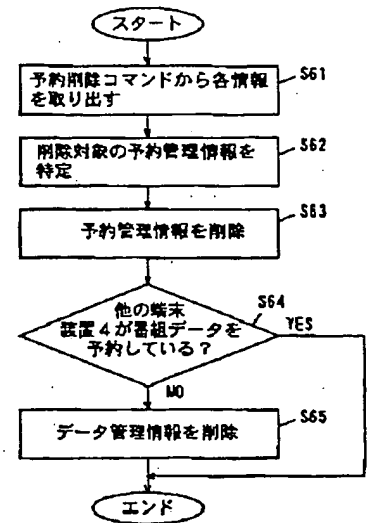 スタート
予約削除コマンドから各情報
を取り出す
S61
削除対象の予約管理情報を
特定
S62
予約管理情報を削除
S63
他の端末
装置4が番組データを
予約している?
S64
YES
NO
データ管理情報を削除
S65
エンド